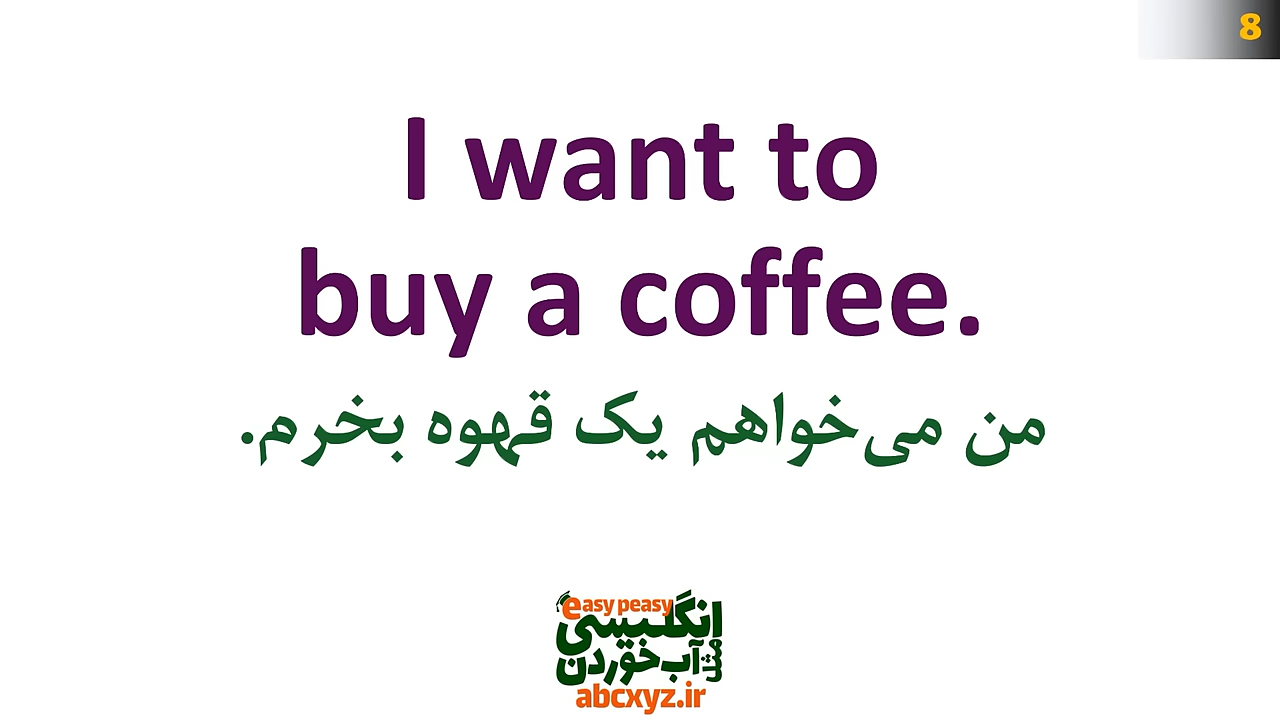 8
I want to
buy a coffee.
من می‌خواهم یک قهوه بخرم.
easy peasy
انگلیسی
مثل آب خوردن
abcxyz.ir